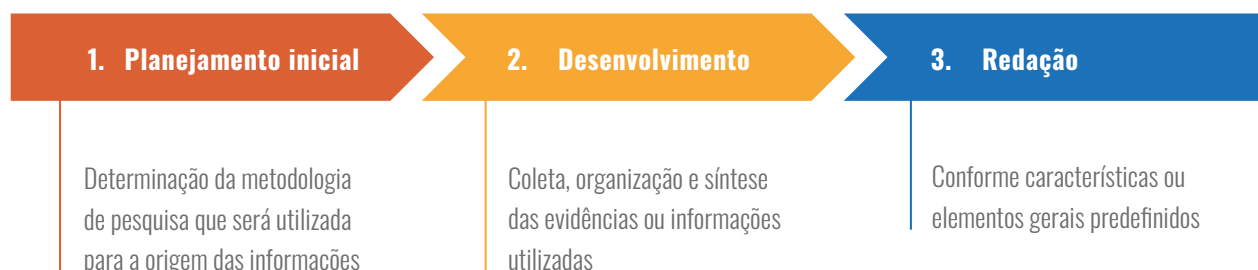 1. Planejamento inicial
Determinação da metodologia
de pesquisa que será utilizada
para a origem das informações
2. Desenvolvimento
Coleta, organização e síntese
das evidências ou informações
utilizadas
3. Redação
Conforme características ou
elementos gerais predefinidos